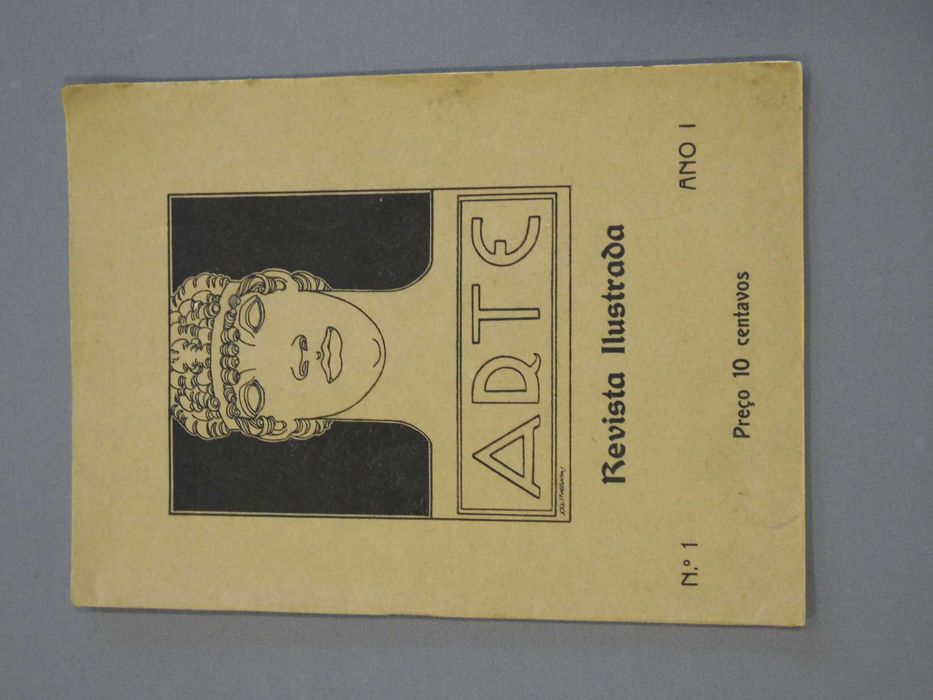 ARTE
Revista Ilustrada
N.º 1 ANO I
Preço 10 centavos